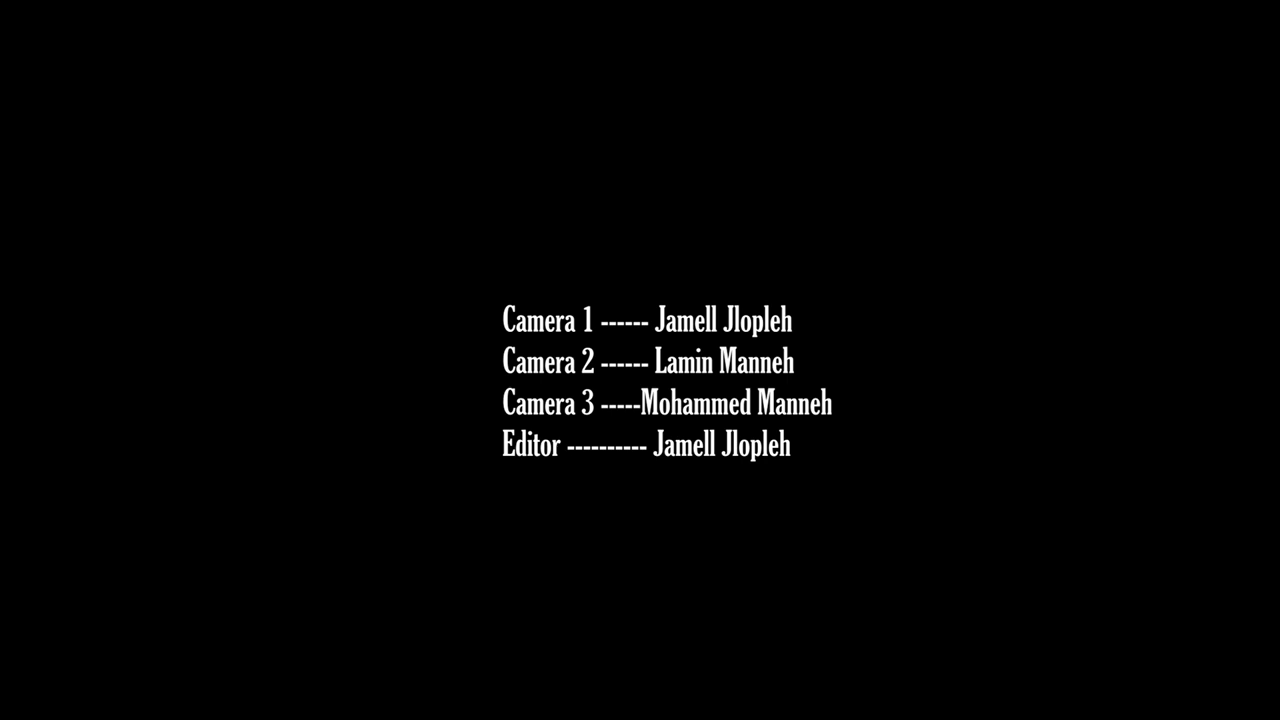 Camera 1 ------ Jamell Jlopleh
Camera 2 ------ Lamin Manneh
Camera 3 -----Mohammed Manneh
Editor ---------- Jamell Jlopleh